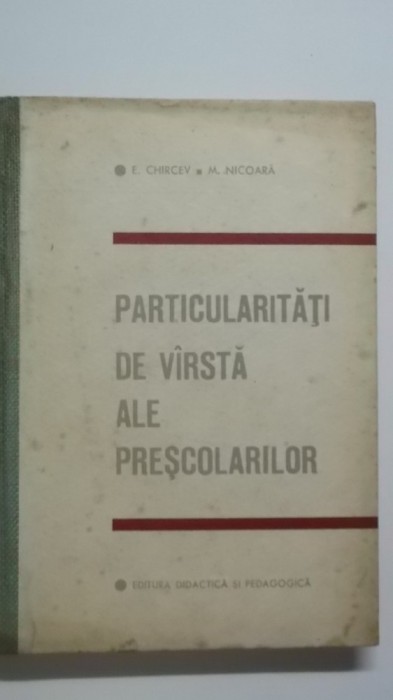 E. CHIRCEV ■ M. NICOARĂ
PARTICULARITĂŢI
DE VÎRSTĂ
ALE
PREŞCOLARILOR
EDITURA DIDACTICĂ ŞI PEDAGOGICĂ